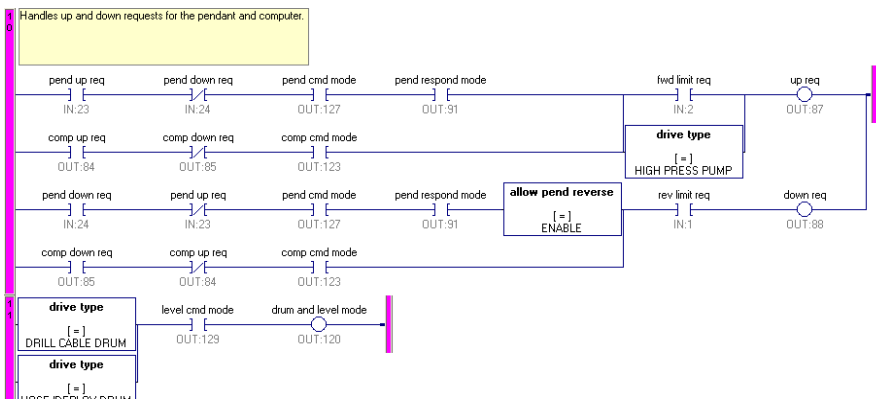 10
Handles up and down requests for the pendant and computer.
pend up req pend down req pend cmd mode pend respond mode fwd limit req up req
IN:23 IN:24 OUT:127 OUT:91 IN:2 OUT:87
comp up req comp down req comp cmd mode drive type
OUT:84 OUT:85 OUT:123 [ = ]
HIGH PRESS PUMP
pend down req pend up req pend cmd mode pend respond mode allow pend reverse rev limit req down req
IN:24 IN:23 OUT:127 OUT:91 [ = ] IN:1 OUT:88
ENABLE
comp down req comp up req comp cmd mode
OUT:85 OUT:84 OUT:123
11
drive type level cmd mode drum and level mode
[ = ] OUT:129 OUT:120
DRILL CABLE DRUM
drive type
[ = ]
DRUM